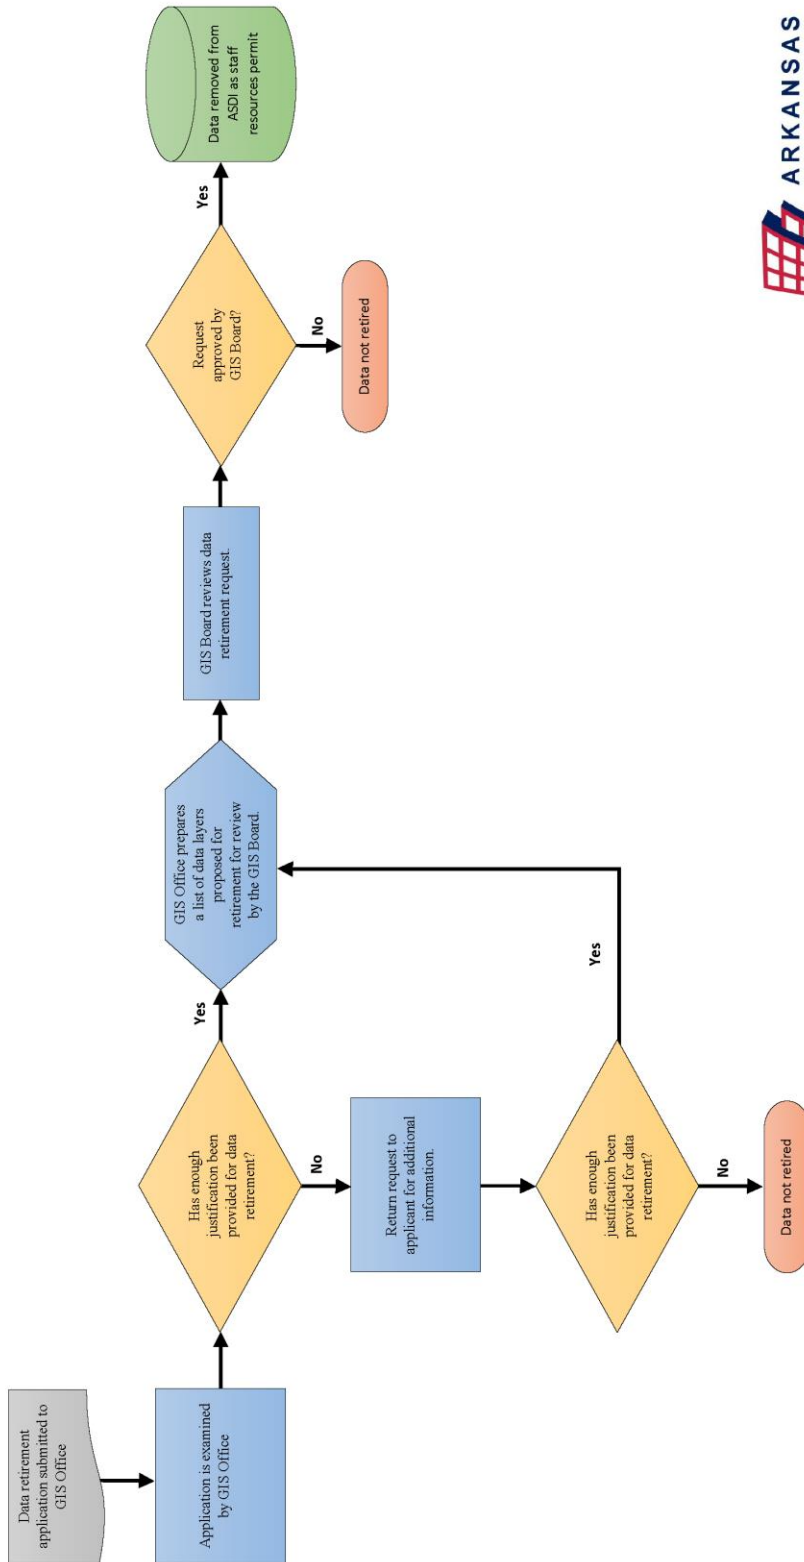 Data retirement
application submitted to
GIS Office
Application is examined
by GIS Office
Has enough
justification been
provided for data
retirement?
Yes
No
Return request to
applicant for additional
information.
Has enough
justification been
provided for data
retirement?
Yes
No
Data not retired
GIS Office prepares
a list of data layers
proposed for
retirement for review
by the GIS Board.
GIS Board reviews data
retirement request.
Request
approved by
GIS Board?
Yes
No
Data not retired
Data removed from
ASDI as staff
resources permit
ARKANSAS